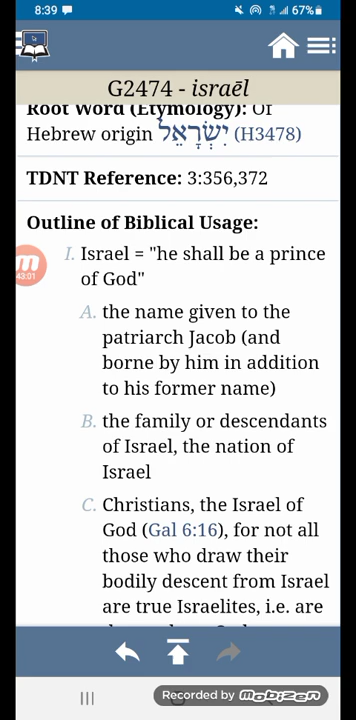 8:39 67%
G2474 - israēl
Root Word (Etymology): Of
Hebrew origin יִשְׂרָאֵל (H3478)
TDNT Reference: 3:356,372
Outline of Biblical Usage:
I. Israel = "he shall be a prince
of God"
A. the name given to the
patriarch Jacob (and
borne by him in addition
to his former name)
B. the family or descendants
of Israel, the nation of
Israel
C. Christians, the Israel of
God (Gal 6:16), for not all
those who draw their
bodily descent from Israel
are true Israelites, i.e. are
43:01
Recorded by mobizen